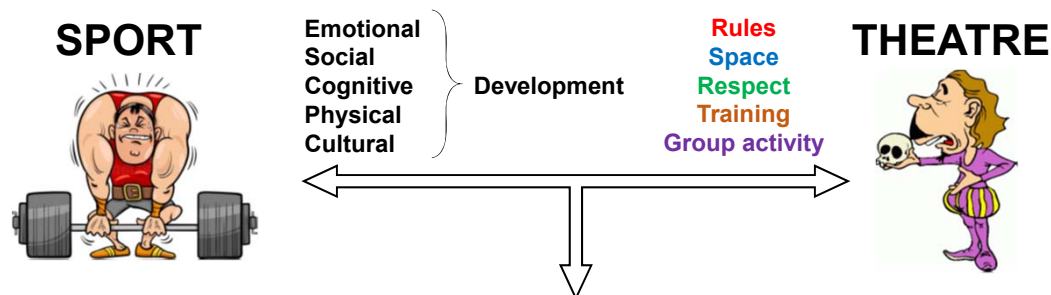 SPORT
Emotional
Social
Cognitive
Physical
Cultural
Development
Rules
Space
Respect
Training
Group activity
THEATRE